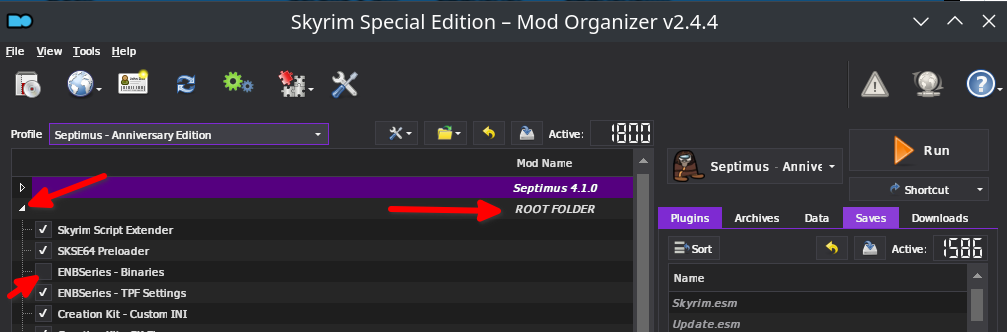 Skyrim Special Edition – Mod Organizer v2.4.4
File View Tools Help
Profile Septimus - Anniversary Edition Active: 1800
Mod Name
Septimus 4.1.0
ROOT FOLDER
Skyrim Script Extender
SKSE64 Preloader
ENBSeries - Binaries
ENBSeries - TPF Settings
Creation Kit - Custom INI
Septimus - Annive
Run
Shortcut
Plugins Archives Data Saves Downloads
Sort Active: 1586
Name
Skyrim.esm
Update.esm